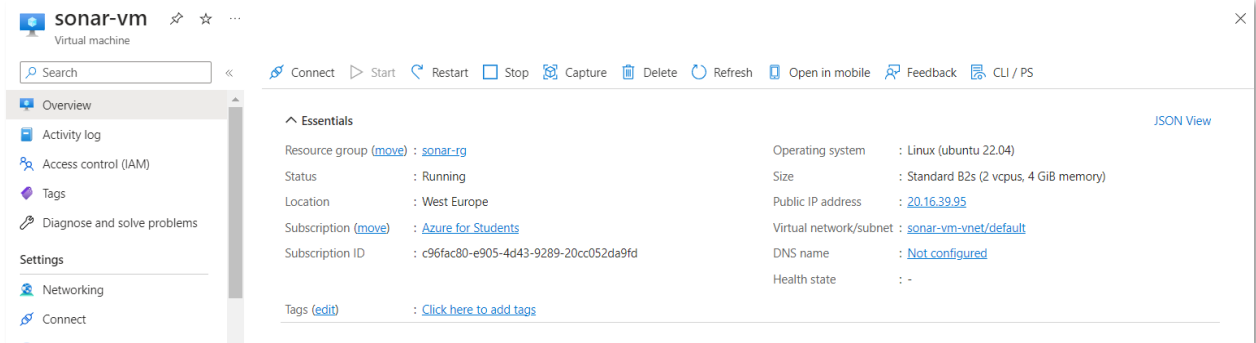 sonar-vm
Virtual machine
Search
Overview
Activity log
Access control (IAM)
Tags
Diagnose and solve problems
Settings
Networking
Connect
Connect Start Restart Stop Capture Delete Refresh Open in mobile Feedback CLI / PS
Essentials JSON View
Resource group (move) : sonar-rg
Status : Running
Location : West Europe
Subscription (move) : Azure for Students
Subscription ID : c96fac80-e905-4d43-9289-20cc052da9fd
Operating system : Linux (ubuntu 22.04)
Size : Standard B2s (2 vcpus, 4 GiB memory)
Public IP address : 20.16.39.95
Virtual network/subnet : sonar-vm-vnet/default
DNS name : Not configured
Health state : -
Tags (edit) : Click here to add tags